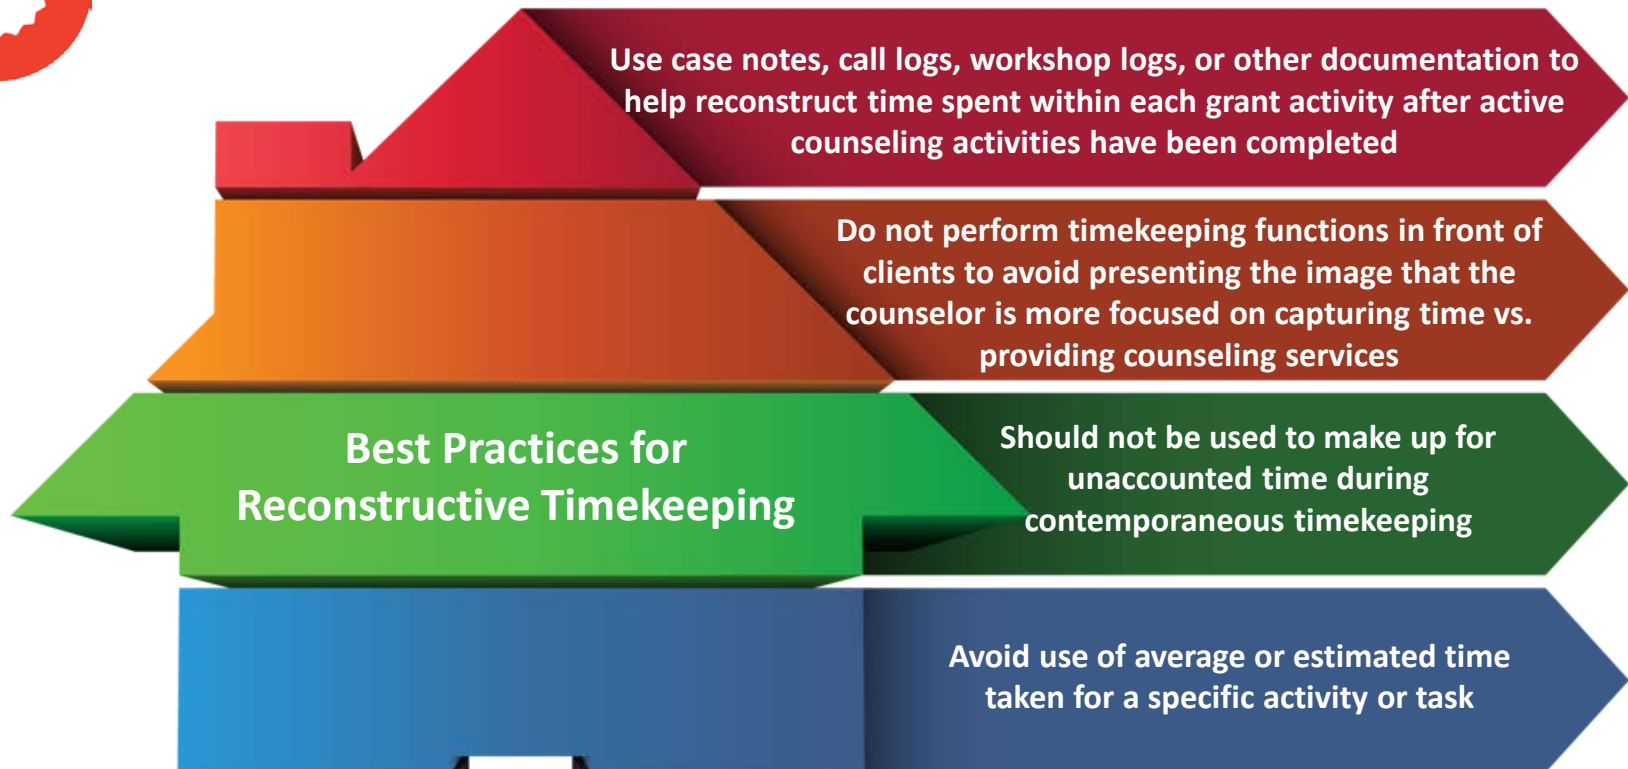 Use case notes, call logs, workshop logs, or other documentation to
help reconstruct time spent within each grant activity after active
counseling activities have been completed
Do not perform timekeeping functions in front of
clients to avoid presenting the image that the
counselor is more focused on capturing time vs.
providing counseling services
Best Practices for
Reconstructive Timekeeping
Should not be used to make up for
unaccounted time during
contemporaneous timekeeping
Avoid use of average or estimated time
taken for a specific activity or task